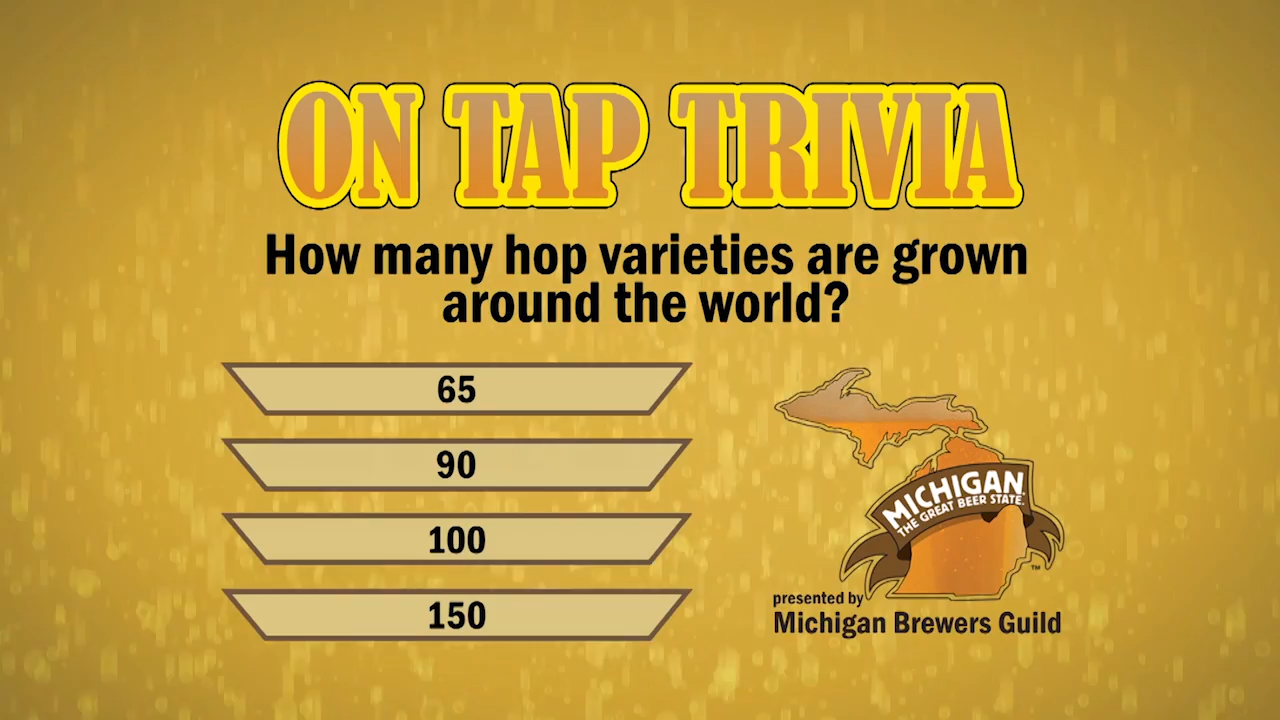 ON TAP TRIVIA
How many hop varieties are grown
around the world?
65
90
100
150
MICHIGAN
THE GREAT BEER STATE
TM
presented by
Michigan Brewers Guild